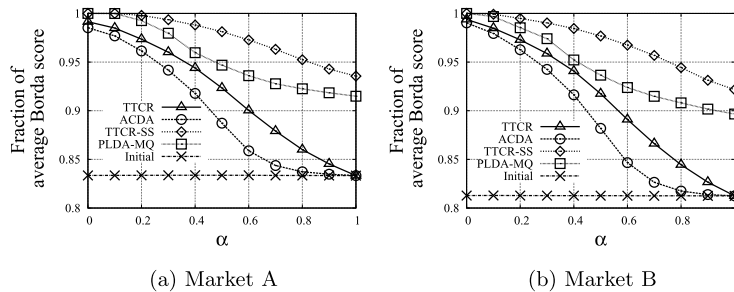 Fraction of
average Borda score
1
0.95
0.9
0.85
0.8
TTCR
ACDA
TTCR-SS
PLDA-MQ
Initial
0 0.2 0.4 0.6 0.8 1
α
(a) Market A
Fraction of
average Borda score
1
0.95
0.9
0.85
0.8
TTCR
ACDA
TTCR-SS
PLDA-MQ
Initial
0 0.2 0.4 0.6 0.8 1
α
(b) Market B